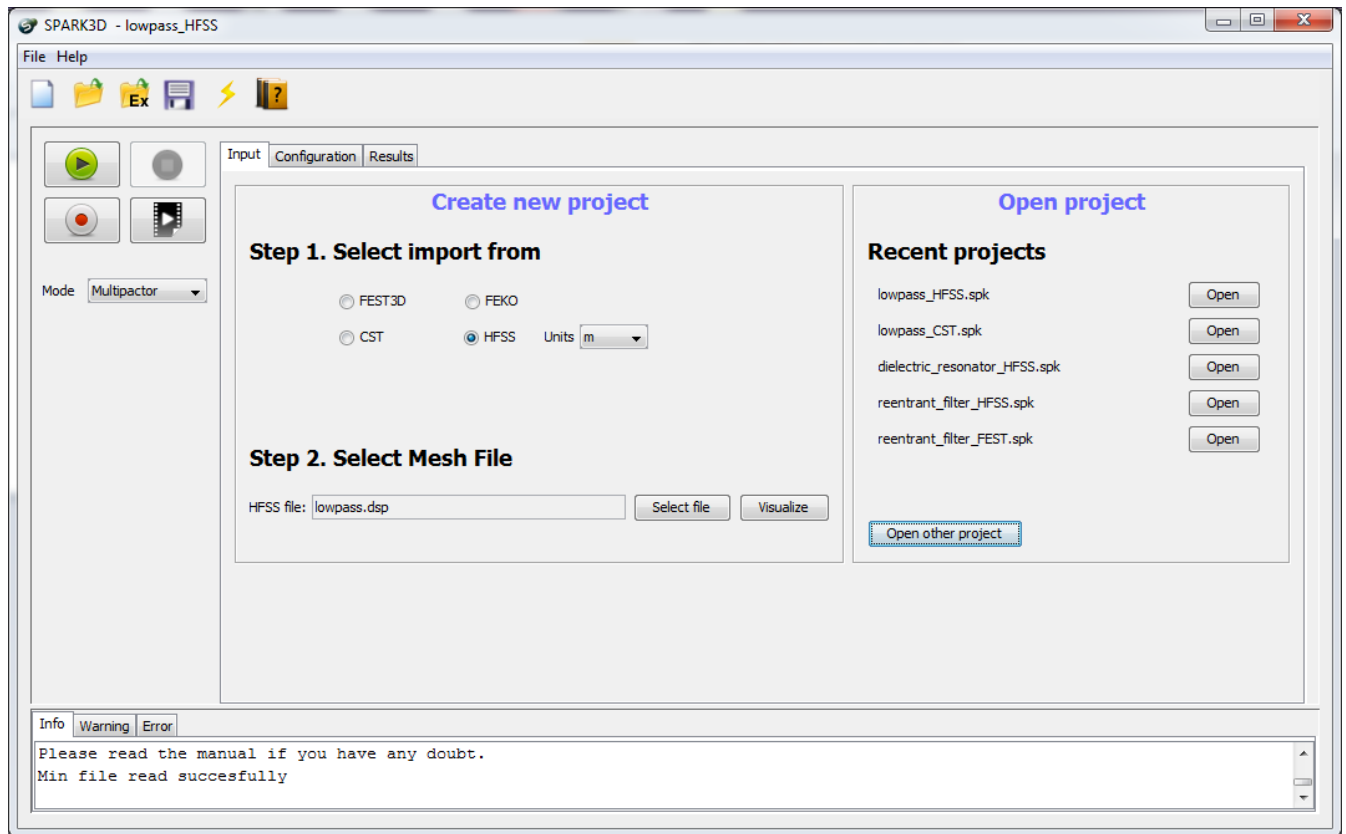 SPARK3D - lowpass_HFSS
File Help
Ex ?
Input Configuration Results
Mode Multipactor
Create new project
Step 1. Select import from
FEST3D FEKO
CST HFSS Units m
Step 2. Select Mesh File
HFSS file: lowpass.dsp Select file Visualize
Open project
Recent projects
lowpass_HFSS.spk Open
lowpass_CST.spk Open
dielectric_resonator_HFSS.spk Open
reentrant_filter_HFSS.spk Open
reentrant_filter_FEST.spk Open
Open other project
Info Warning Error
Please read the manual if you have any doubt.
Min file read succesfully